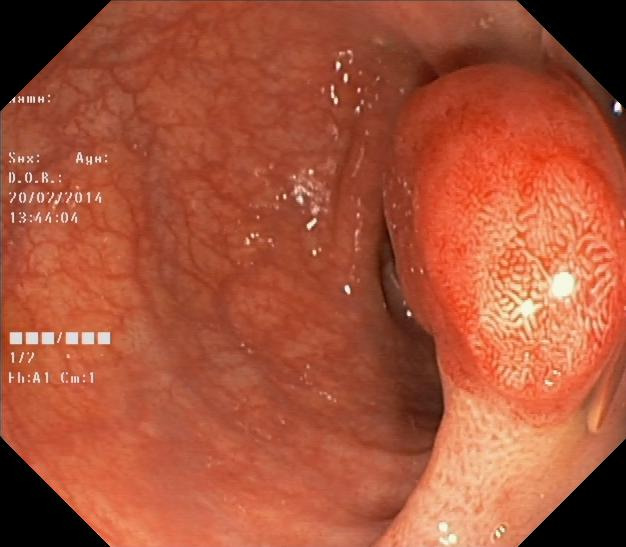 Name:
Sex: Age:
D.O.B.:
20/02/2014
13:44:04
■■■/■■■
1/2
Eh:A1 Cm:1